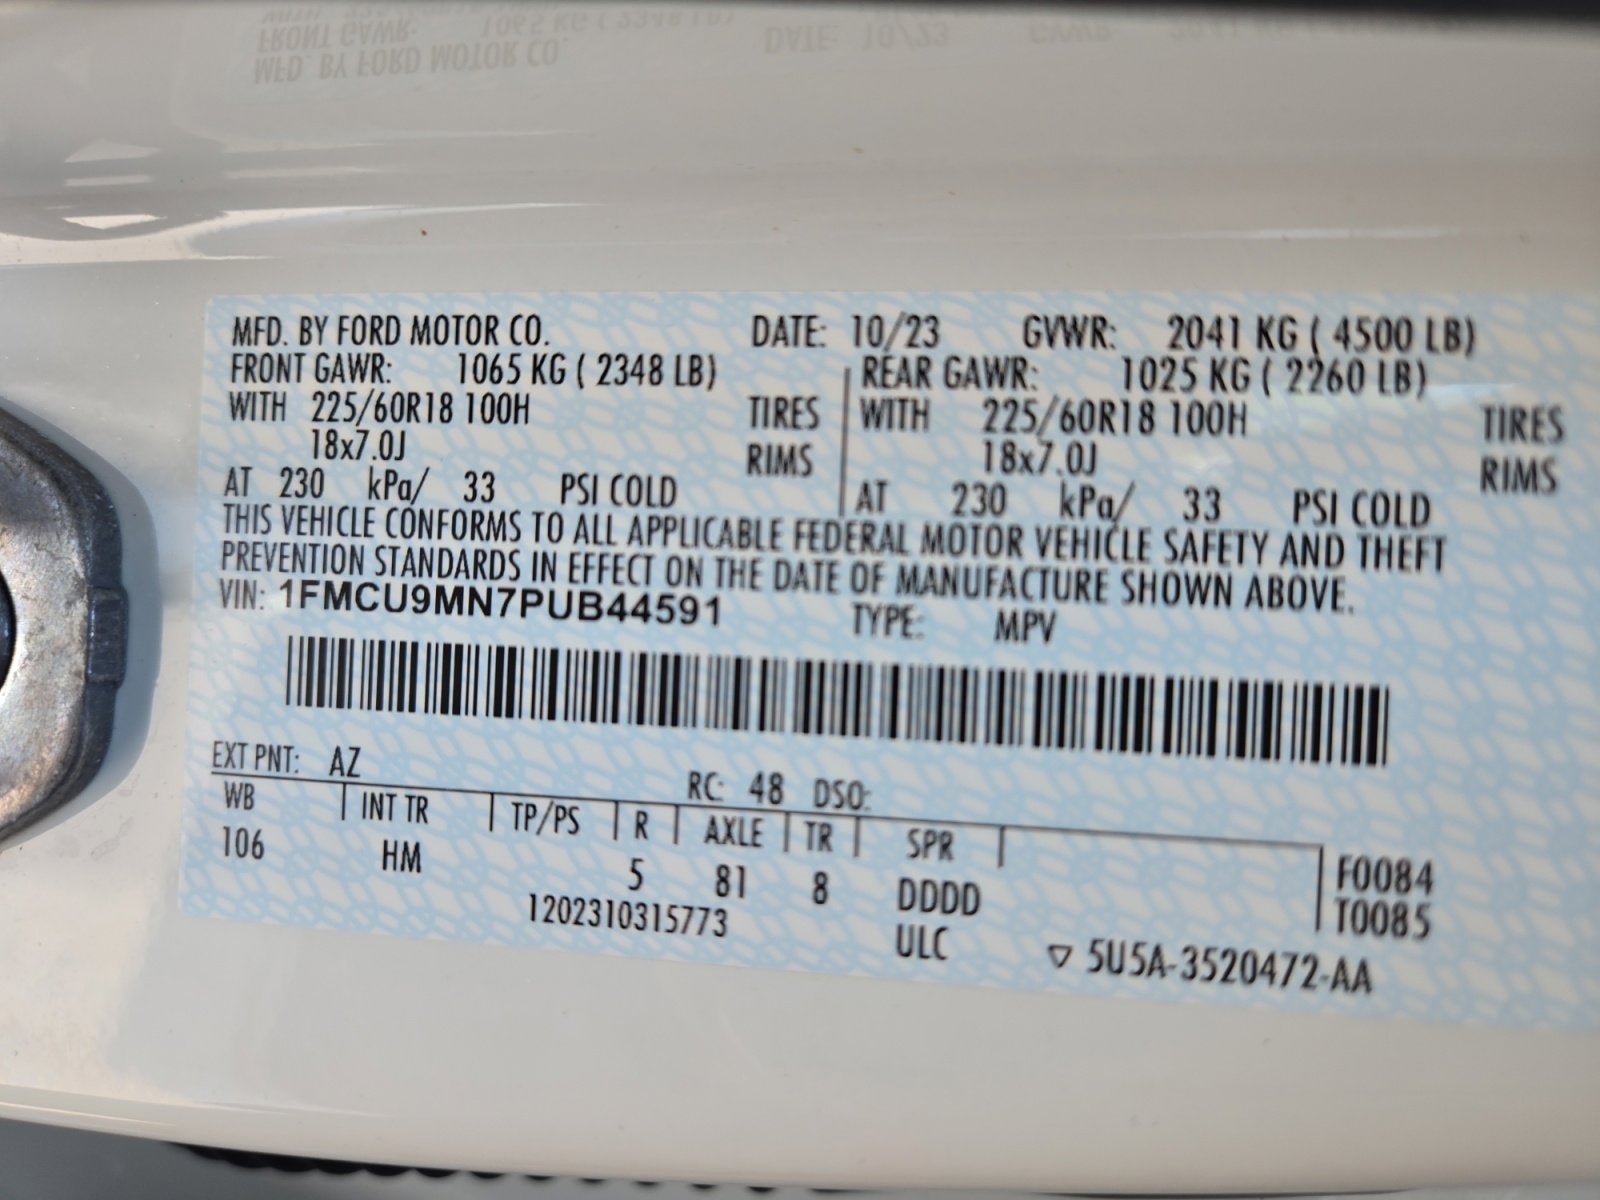 MFD. BY FORD MOTOR CO. DATE: 10/23 GVWR: 2041 KG ( 4500 LB)
FRONT GAWR: 1065 KG ( 2348 LB) REAR GAWR: 1025 KG ( 2260 LB)
WITH 225/60R18 100H TIRES WITH 225/60R18 100H TIRES
18x7.0J RIMS 18x7.0J RIMS
AT 230 kPa/ 33 PSI COLD AT 230 kPa/ 33 PSI COLD
THIS VEHICLE CONFORMS TO ALL APPLICABLE FEDERAL MOTOR VEHICLE SAFETY AND THEFT
PREVENTION STANDARDS IN EFFECT ON THE DATE OF MANUFACTURE SHOWN ABOVE.
VIN: 1FMCU9MN7PUB44591 TYPE: MPV
EXT PNT: AZ RC: 48 DSO:
WB INT TR TP/PS R AXLE TR SPR
106 HM 5 81 8 DDDD F0084
1202310315773 ULC T0085
▽ 5U5A-3520472-AA